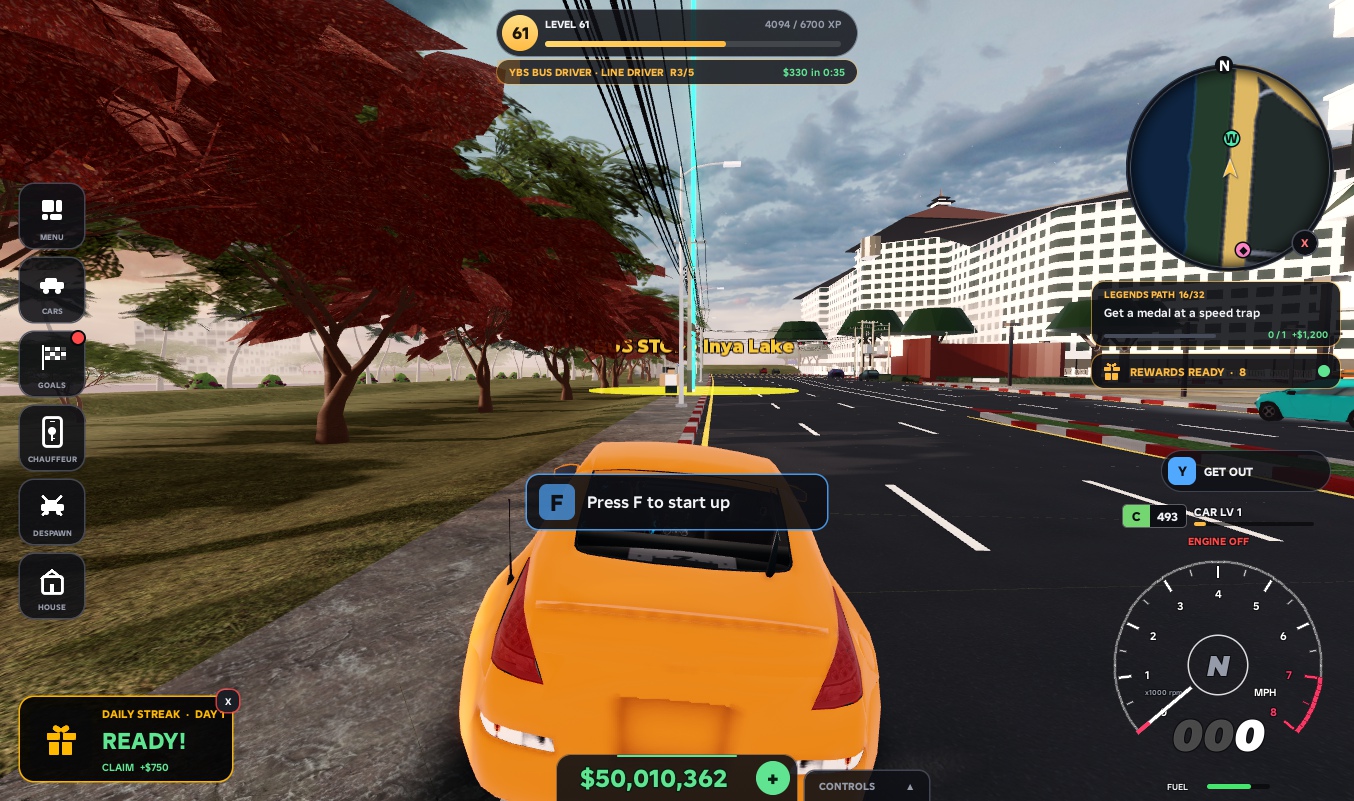 61
LEVEL 61
4094 / 6700 XP
YBS BUS DRIVER · LINE DRIVER R3/5
$330 in 0:35
N
W
X
MENU
CARS
GOALS
CHAUFFEUR
DESPAWN
HOUSE
LEGENDS PATH 16/32
Get a medal at a speed trap
0 / 1 +$1,200
REWARDS READY · 8
Inya Lake
Y GET OUT
F Press F to start up
C 493 CAR LV 1
ENGINE OFF
1 2 3 4 5 6 7 8
N
x1000 rpm
MPH
000
FUEL
X
DAILY STREAK · DAY 1
READY!
CLAIM +$750
$50,010,362 +
CONTROLS ▲